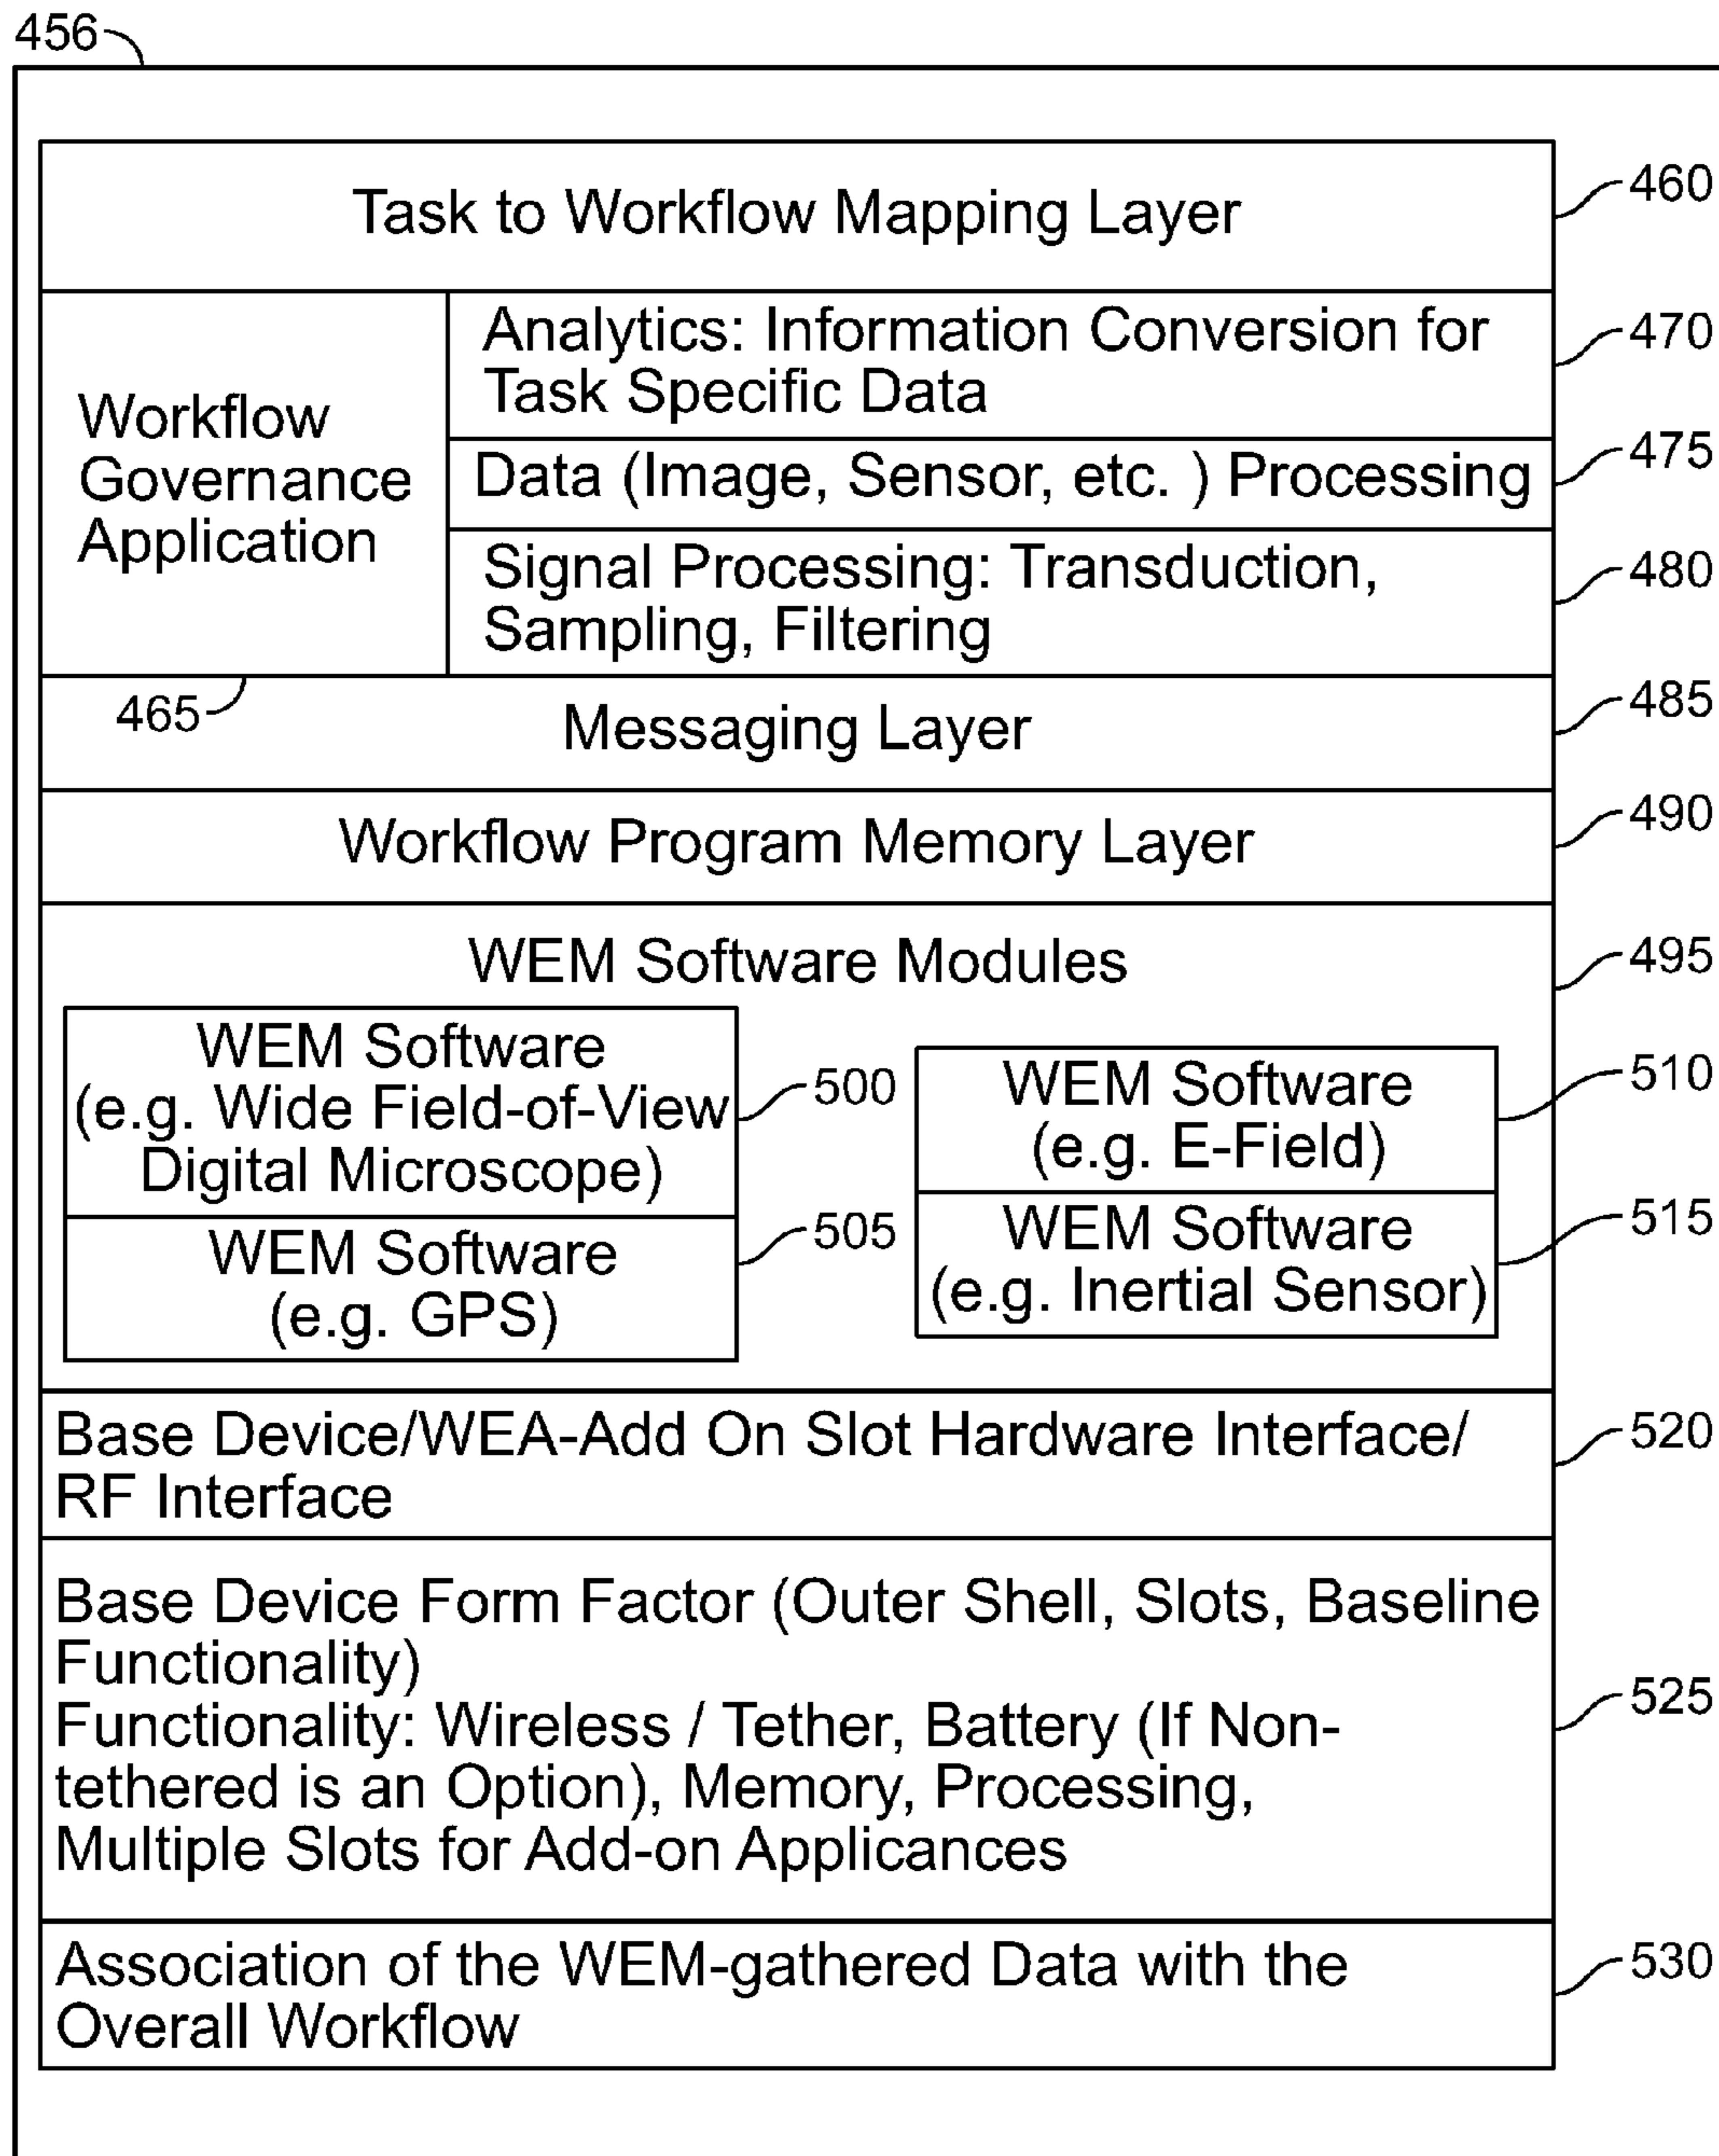 456
Task to Workflow Mapping Layer
460
Workflow
Governance
Application
465
Analytics: Information Conversion for
Task Specific Data
470
Data (Image, Sensor, etc. ) Processing
475
Signal Processing: Transduction,
Sampling, Filtering
480
Messaging Layer
485
Workflow Program Memory Layer
490
WEM Software Modules
495
WEM Software
(e.g. Wide Field-of-View
Digital Microscope)
500
WEM Software
(e.g. GPS)
505
WEM Software
(e.g. E-Field)
510
WEM Software
(e.g. Inertial Sensor)
515
Base Device/WEA-Add On Slot Hardware Interface/
RF Interface
520
Base Device Form Factor (Outer Shell, Slots, Baseline
Functionality)
Functionality: Wireless / Tether, Battery (If Non-
tethered is an Option), Memory, Processing,
Multiple Slots for Add-on Applicances
525
Association of the WEM-gathered Data with the
Overall Workflow
530